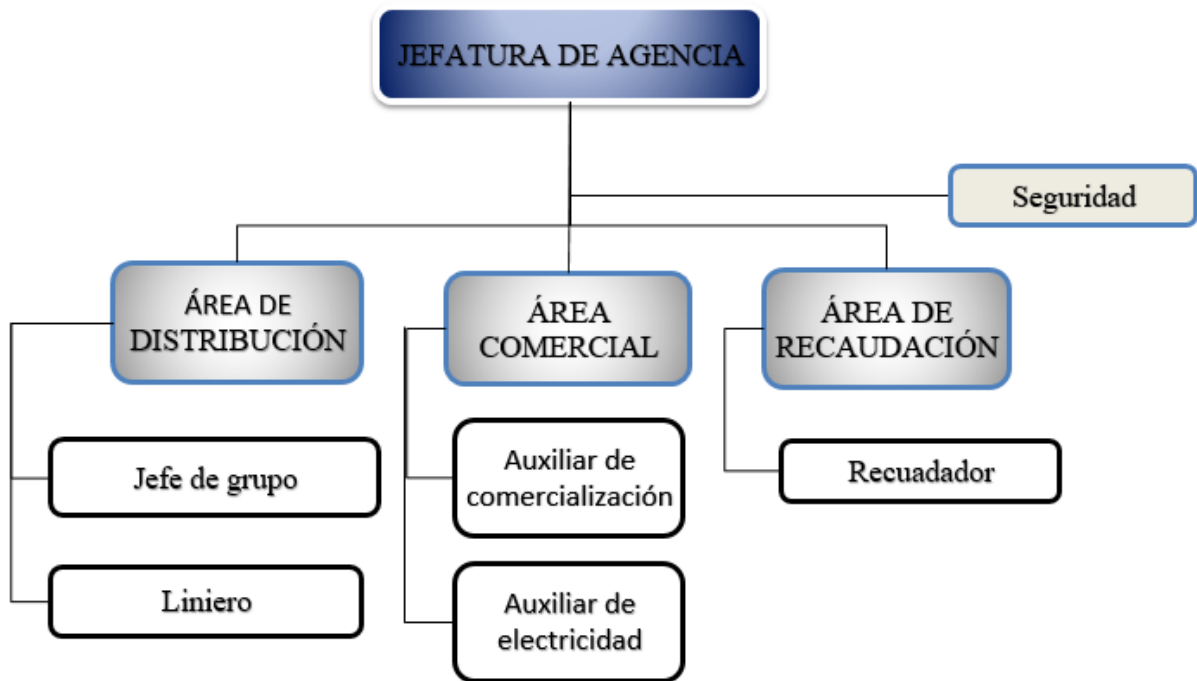 JEFATURA DE AGENCIA
Seguridad
ÁREA DE
DISTRIBUCIÓN
ÁREA
COMERCIAL
ÁREA DE
RECAUDACIÓN
Jefe de grupo
Liniero
Auxiliar de
comercialización
Auxiliar de
electricidad
Recuadador